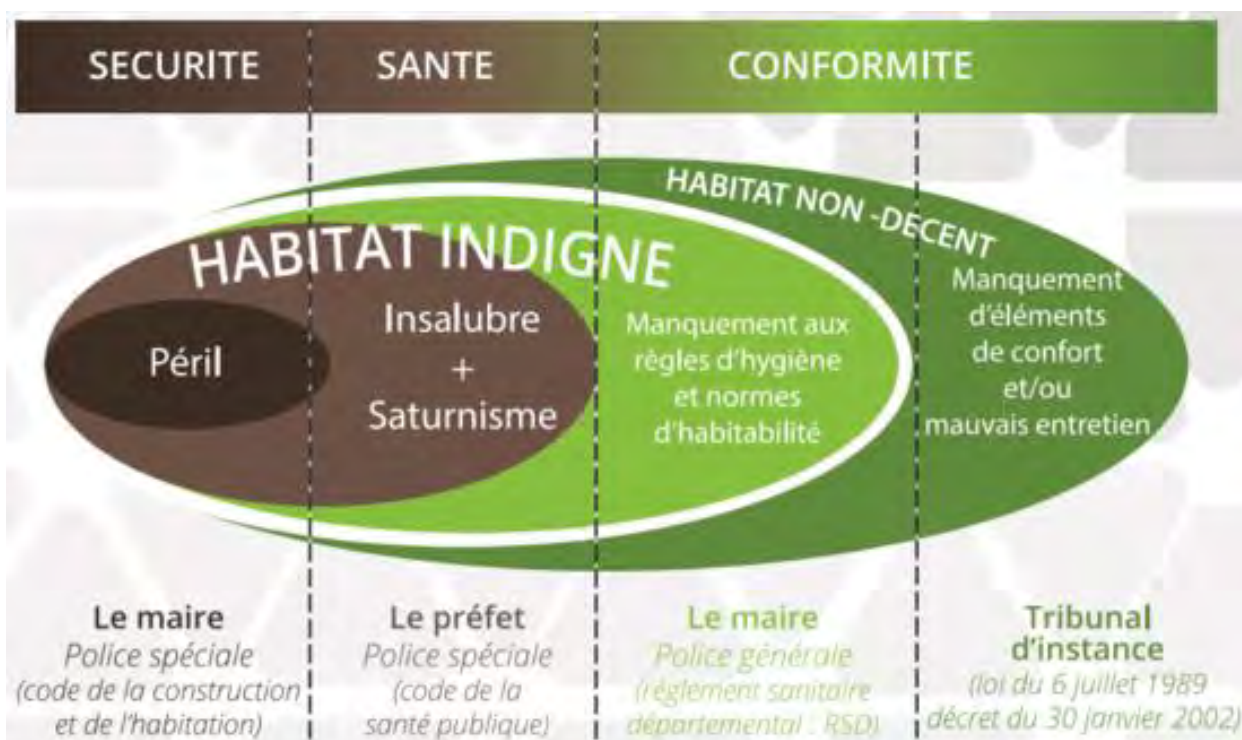 SECURITE
SANTE
CONFORMITE
HABITAT NON -DECENT
HABITAT INDIGNE
Péril
Insalubre
+
Saturnisme
Manquement aux
règles d'hygiène
et normes
d'habitabilité
Manquement
d'éléments
de confort
et/ou
mauvais entretien
Le maire
Police spéciale
(code de la construction
et de l'habitation)
Le préfet
Police spéciale
(code de la
santé publique)
Le maire
Police générale
(règlement sanitaire
départemental : RSD)
Tribunal
d'instance
(loi du 6 juillet 1989
décret du 30 janvier 2002)